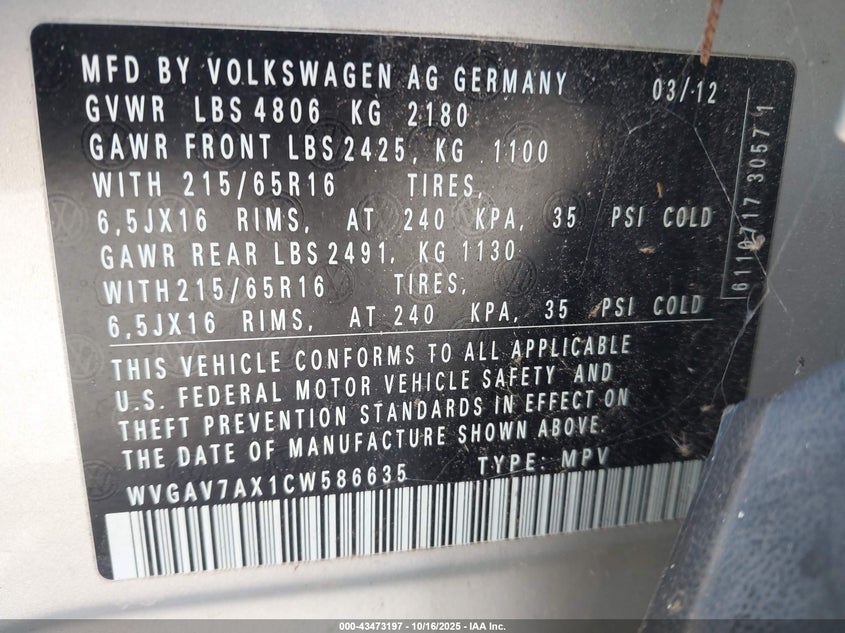 MFD BY VOLKSWAGEN AG GERMANY 03/12
GVWR LBS 4806 KG 2180
GAWR FRONT LBS 2425, KG 1100
WITH 215/65R16 TIRES,
6,5JX16 RIMS, AT 240 KPA, 35 PSI COLD
GAWR REAR LBS 2491, KG 1130
WITH 215/65R16 TIRES,
6,5JX16 RIMS, AT 240 KPA, 35 PSI COLD
THIS VEHICLE CONFORMS TO ALL APPLICABLE
U.S. FEDERAL MOTOR VEHICLE SAFETY AND
THEFT PREVENTION STANDARDS IN EFFECT ON
THE DATE OF MANUFACTURE SHOWN ABOVE.
WVGAV7AX1CW586635 TYPE: MPV
30571
000-43473197 - 10/16/2025 - IAA Inc.